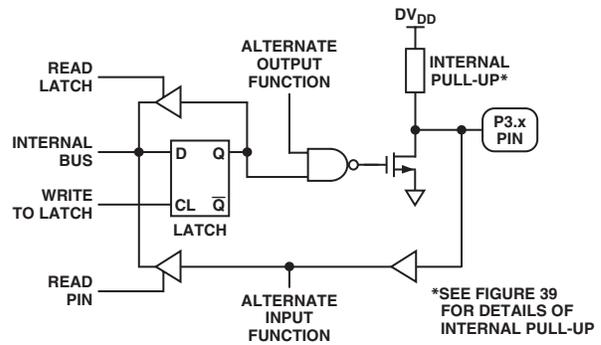 DVDD
ALTERNATE
OUTPUT
FUNCTION
READ
LATCH
INTERNAL
PULL-UP*
P3.x
PIN
INTERNAL
BUS
D Q
WRITE
TO LATCH
CL Q̅
LATCH
READ
PIN
ALTERNATE
INPUT
FUNCTION
*SEE FIGURE 39
FOR DETAILS OF
INTERNAL PULL-UP